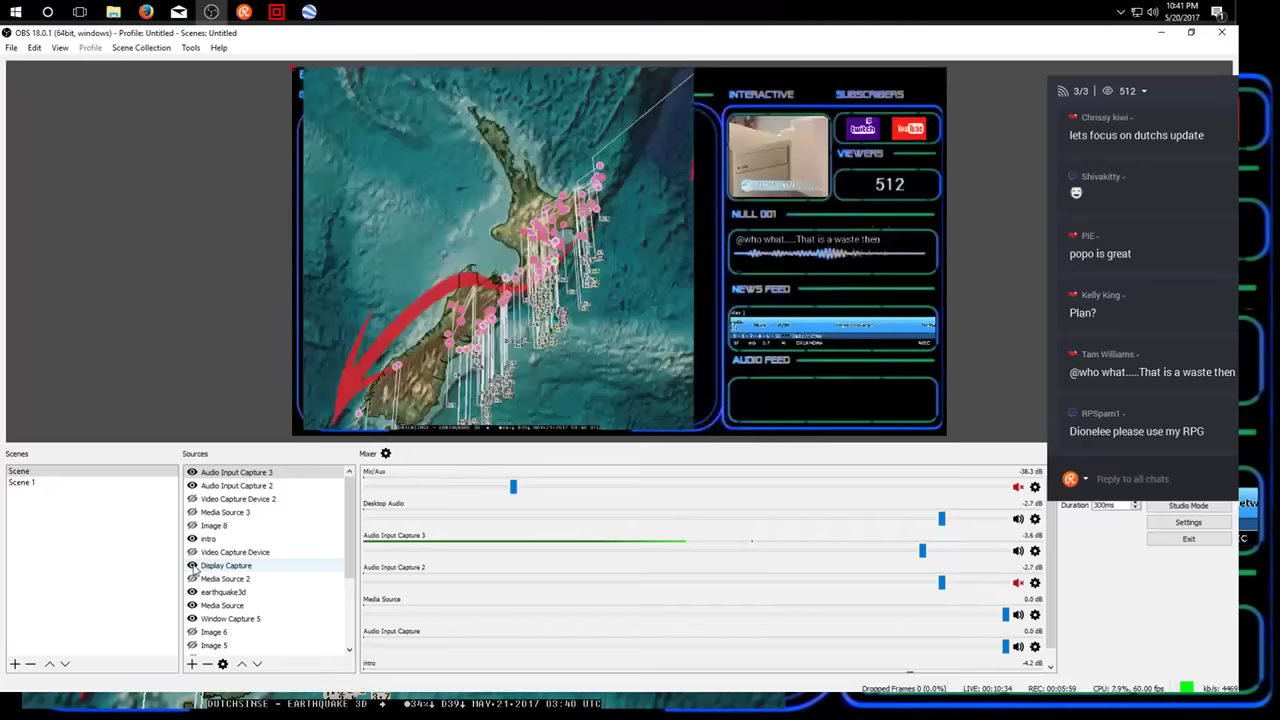 10:41 PM
5/20/2017
OBS 18.0.1 (64bit, windows) - Profile: Untitled - Scenes: Untitled
File Edit View Profile Scene Collection Tools Help
INTERACTIVE SUBSCRIBERS
twitch YouTube
VIEWERS
512
NULL 001
@who what.....That is a waste then
NEWS FEED
OKLAHOMA
AUDIO FEED
3/3 512
Chrissy kiwi
lets focus on dutchs update
Shivakitty
PiE
popo is great
Kelly King
Plan?
Tam Williams
@who what.....That is a waste then
RPSpam1
Dionelee please use my RPG
Reply to all chats
Scenes
Scene
Scene 1
Sources
Audio Input Capture 3
Audio Input Capture 2
Video Capture Device 2
Media Source 3
Image 8
intro
Video Capture Device
Display Capture
Media Source 2
earthquake3d
Media Source
Window Capture 5
Image 6
Image 5
Mixer
Mic/Aux -38.3 dB
Desktop Audio -2.7 dB
Audio Input Capture 3 -3.6 dB
Audio Input Capture 2 -2.7 dB
Media Source 0.0 dB
Audio Input Capture 0.0 dB
intro -4.2 dB
Duration 300ms
Studio Mode
Settings
Exit
Dropped Frames 0 (0.0%) LIVE: 00:10:34 REC: 00:05:59 CPU: 7.9%, 60.00 fps kb/s: 4469
DUTCHSINSE - EARTHQUAKE 3D 34% D39 MAY-21-2017 03:40 UTC